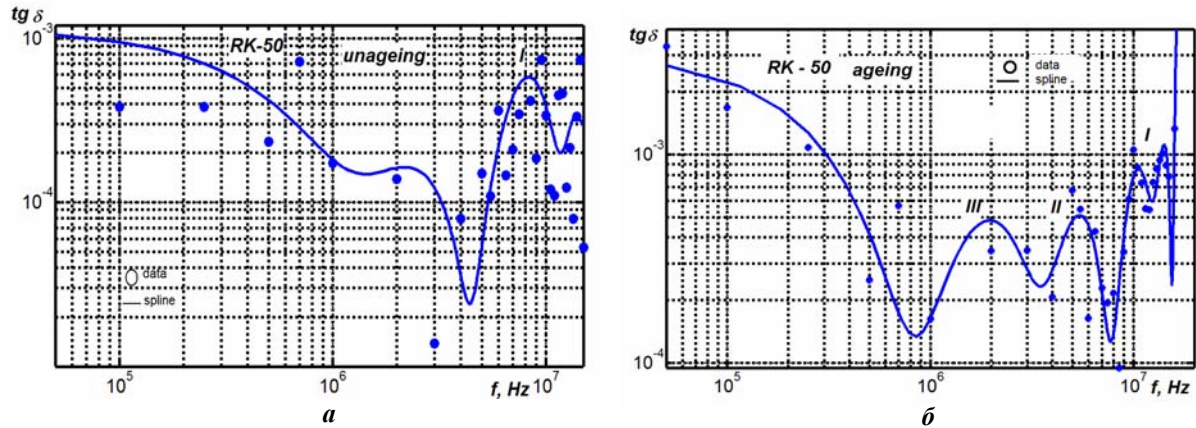 tg δ
10⁻³
RK-50
unageing
I
10⁻⁴
data
spline
10⁵
10⁶
10⁷
f, Hz
а
tg δ
RK - 50
ageing
data
spline
I
10⁻³
III
II
10⁻⁴
10⁵
10⁶
10⁷
f, Hz
б